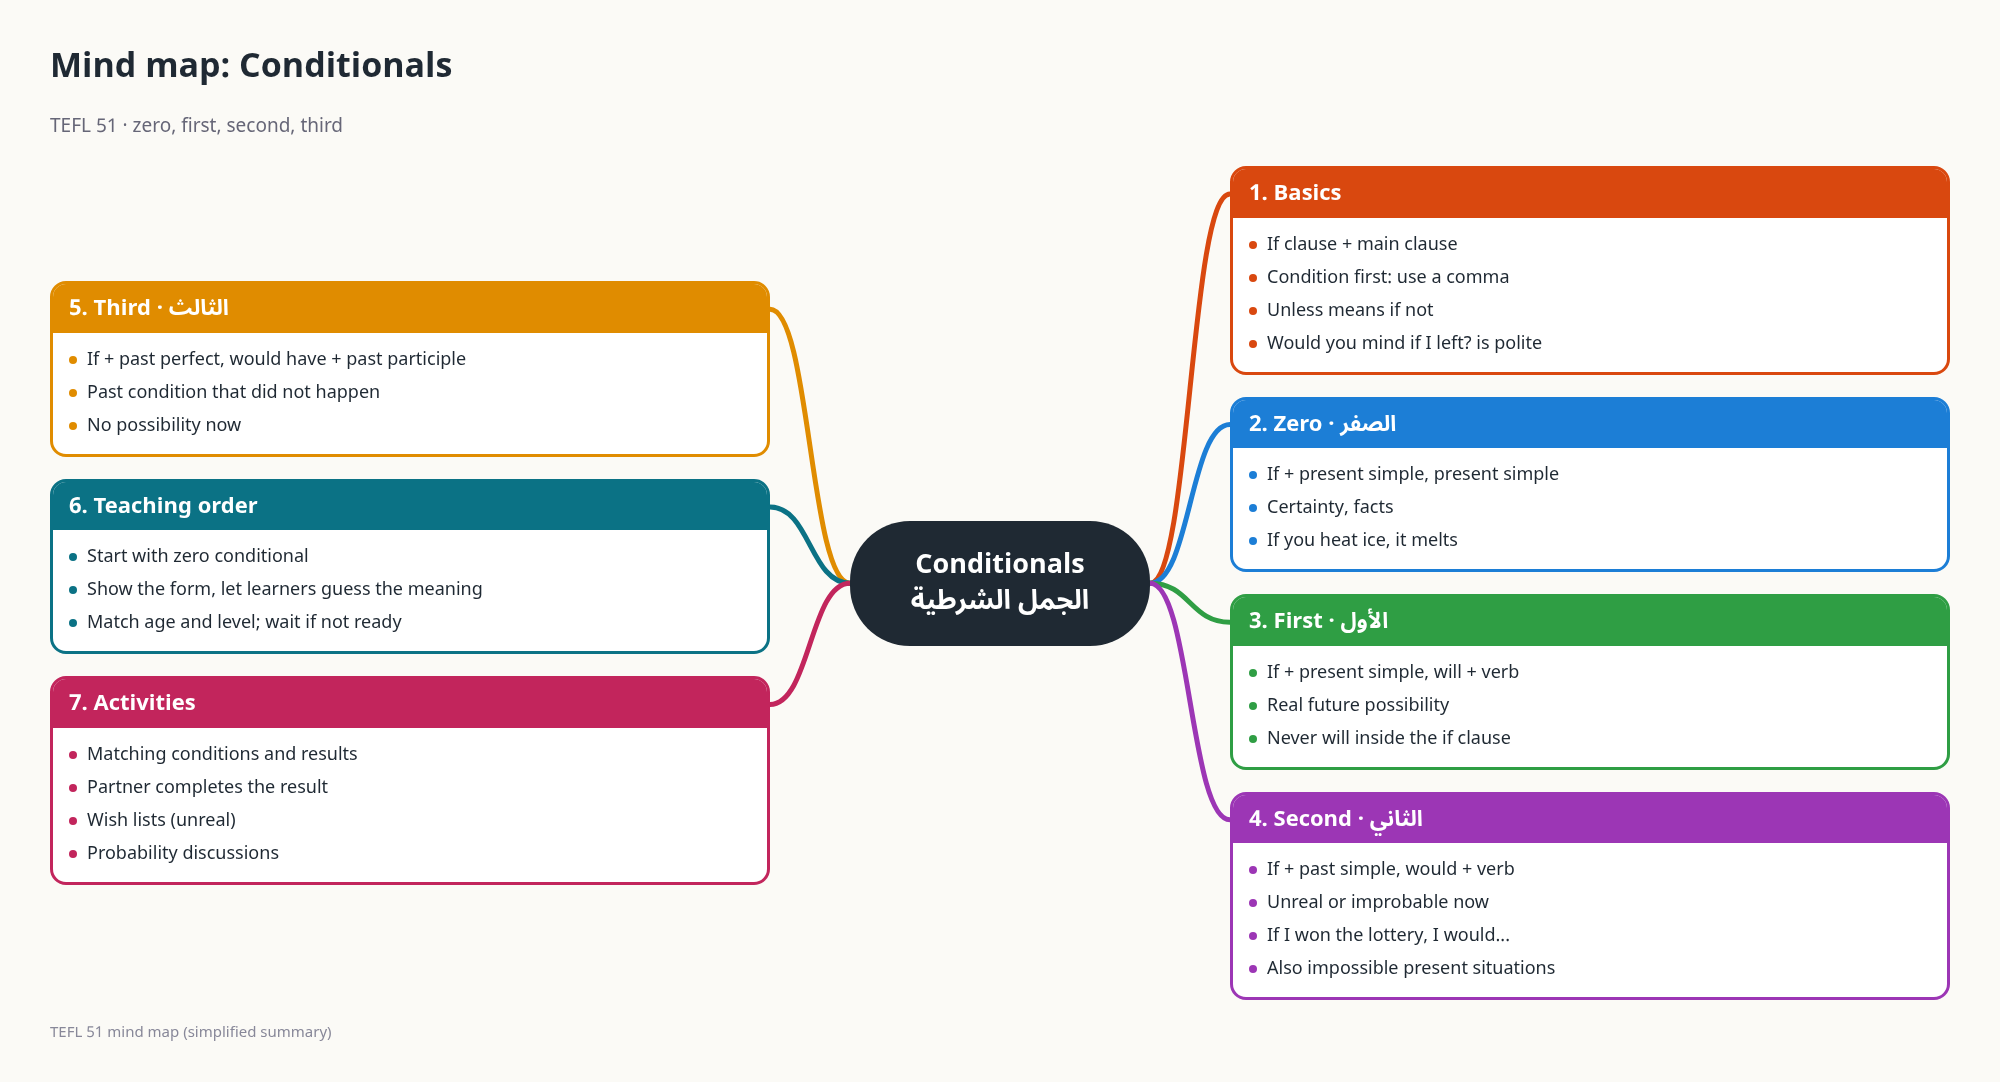 Mind map: Conditionals
TEFL 51 · zero, first, second, third
Conditionals
الجمل الشرطية
1. Basics
If clause + main clause
Condition first: use a comma
Unless means if not
Would you mind if I left? is polite
2. Zero · الصفر
If + present simple, present simple
Certainty, facts
If you heat ice, it melts
3. First · الأول
If + present simple, will + verb
Real future possibility
Never will inside the if clause
4. Second · الثاني
If + past simple, would + verb
Unreal or improbable now
If I won the lottery, I would...
Also impossible present situations
5. Third · الثالث
If + past perfect, would have + past participle
Past condition that did not happen
No possibility now
6. Teaching order
Start with zero conditional
Show the form, let learners guess the meaning
Match age and level; wait if not ready
7. Activities
Matching conditions and results
Partner completes the result
Wish lists (unreal)
Probability discussions
TEFL 51 mind map (simplified summary)